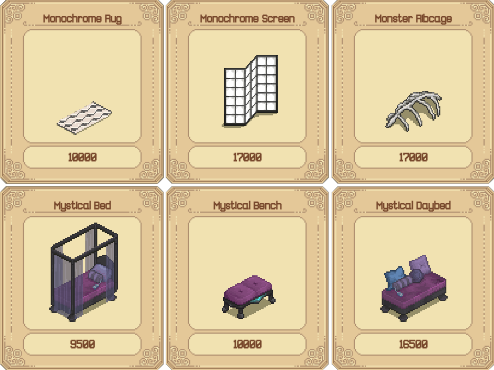 Monochrome Rug
Monochrome Screen
Monster Ribcage
10000
17000
17000
Mystical Bed
Mystical Bench
Mystical Daybed
9500
10000
16500